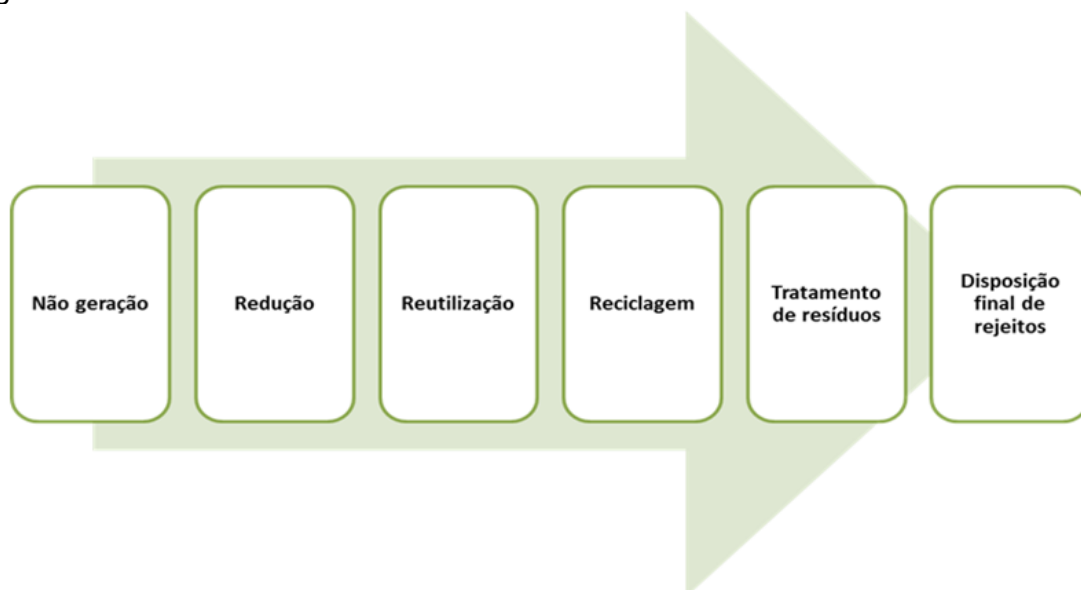 Não geração
Redução
Reutilização
Reciclagem
Tratamento
de resíduos
Disposição
final de
rejeitos